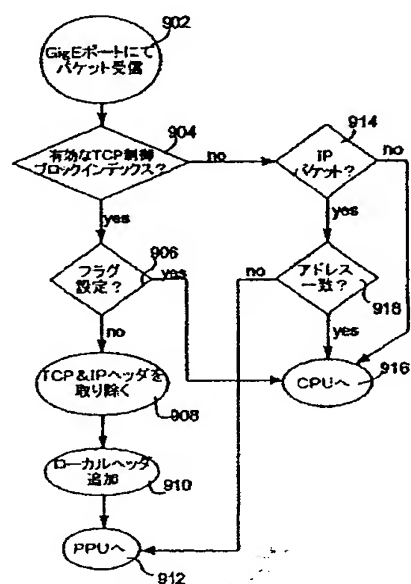 902
GigEポートにて
パケット受信
904
有効なTCP制御
ブロックインデックス?
no
914
IP
パケット?
no
yes
yes
906
フラグ
設定?
yes
no
アドレス
一致?
918
no
yes
TCP&IPヘッダを
取り除く
908
CPUへ
916
ローカルヘッダ
追加
910
PPUへ
912